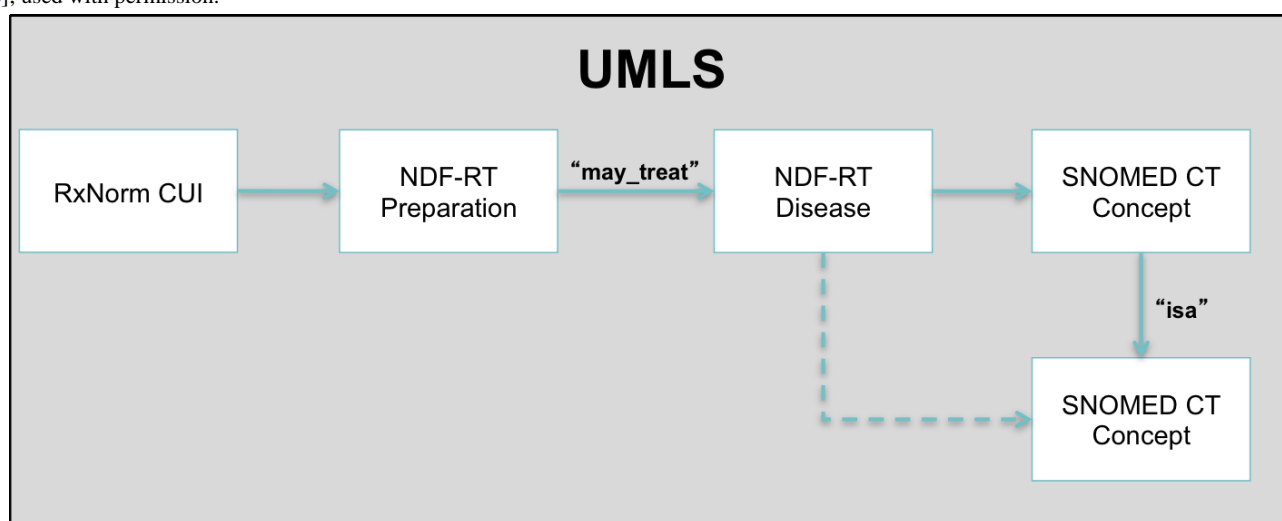 ], used with permission.
UMLS
RxNorm CUI
NDF-RT
Preparation
“may_treat”
NDF-RT
Disease
SNOMED CT
Concept
“isa”
SNOMED CT
Concept